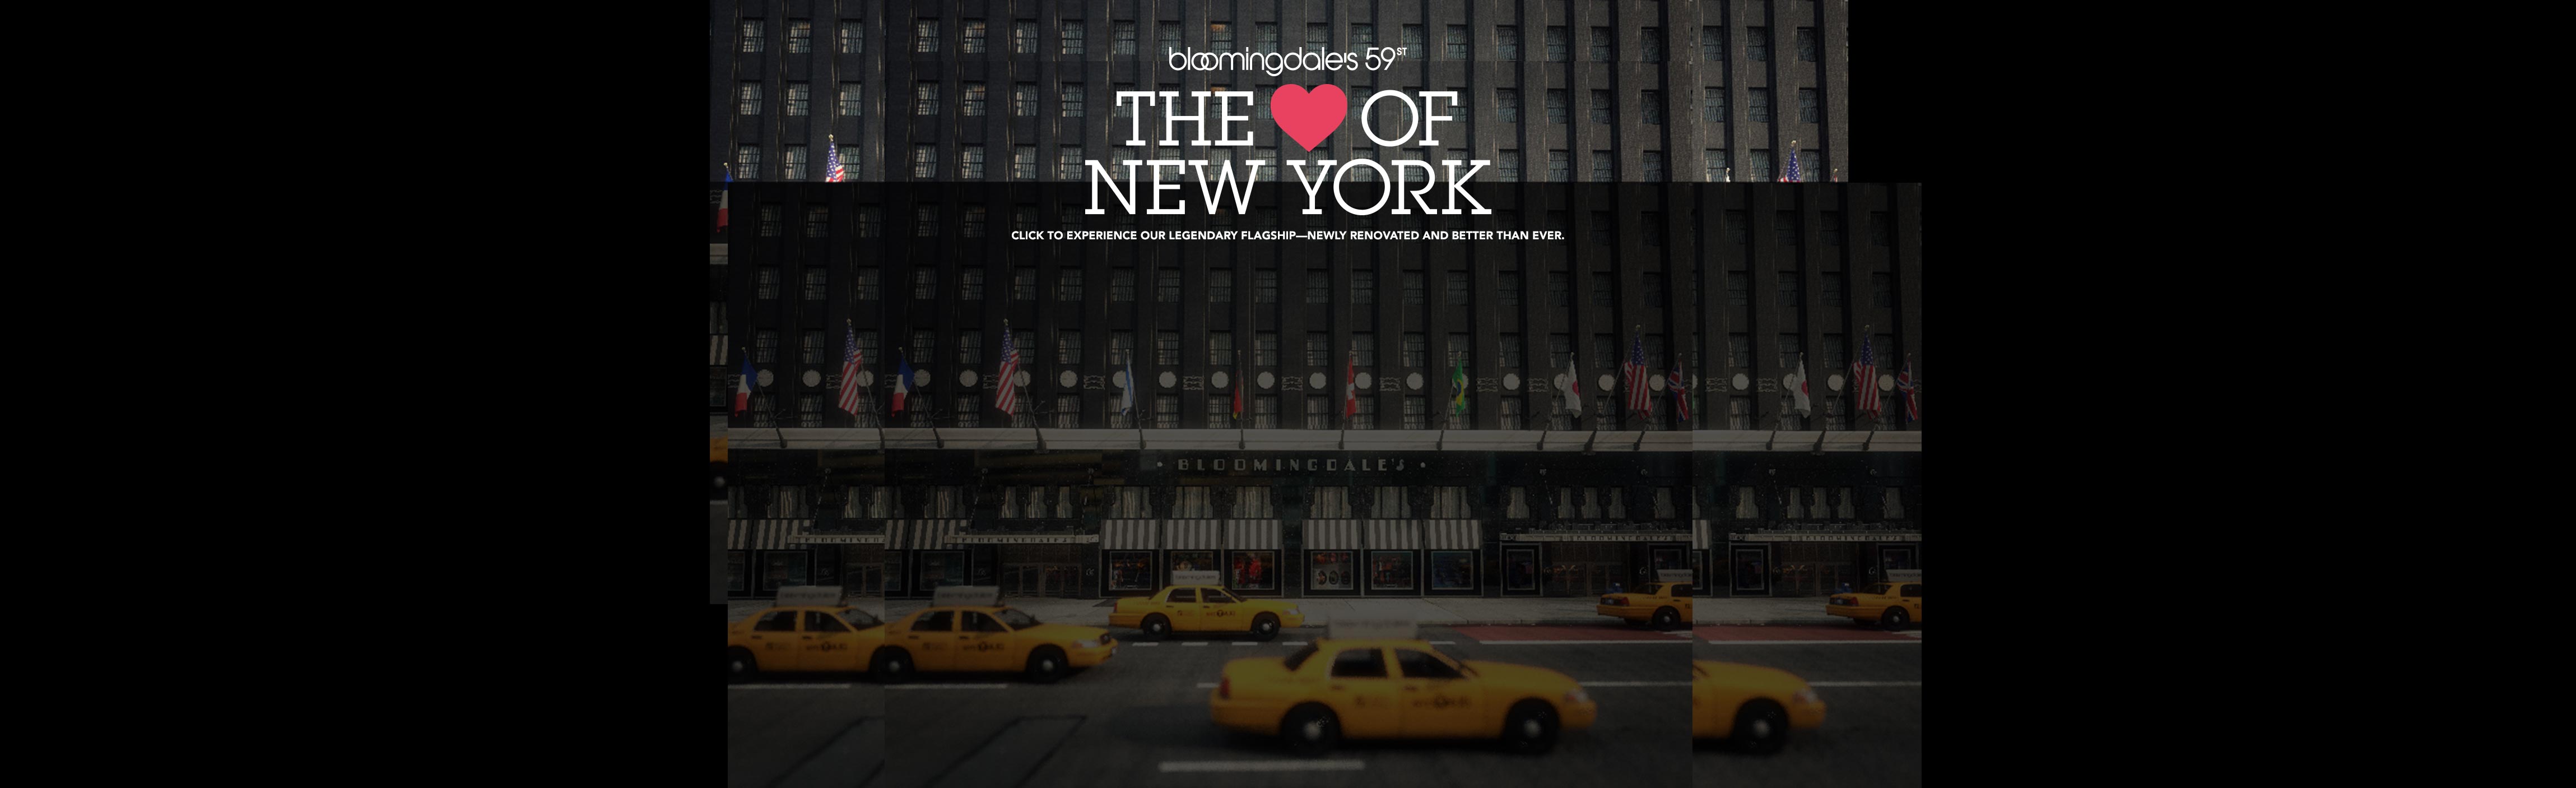 bloomingdale's 59ST
THE ♥ OF
NEW YORK
CLICK TO EXPERIENCE OUR LEGENDARY FLAGSHIP—NEWLY RENOVATED AND BETTER THAN EVER.
• BLOOMINGDALE'S •